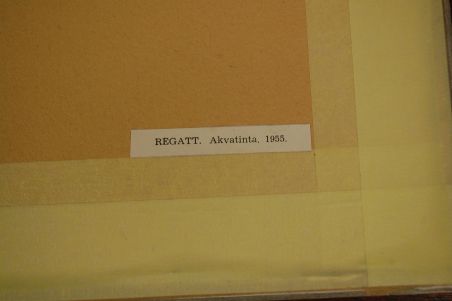 REGATT. Akvatinta, 1955.